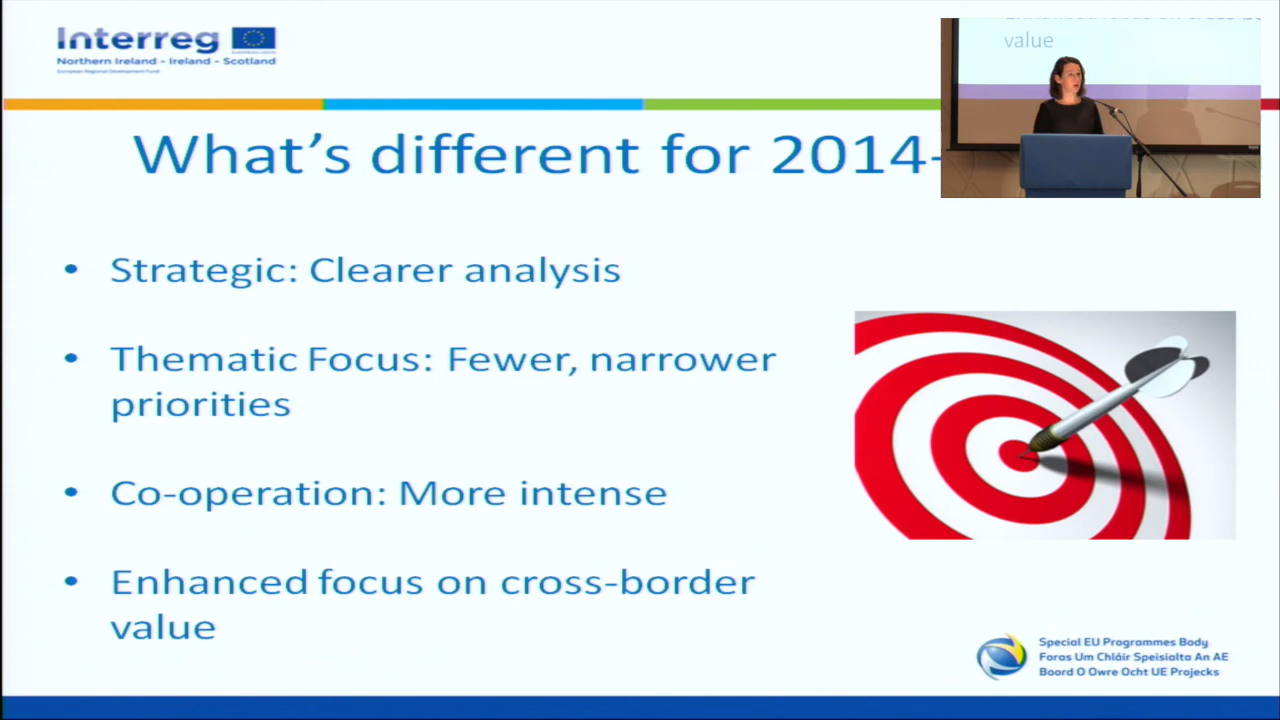 Interreg
EUROPEAN UNION
Northern Ireland - Ireland - Scotland
European Regional Development Fund
value
What's different for 2014-
• Strategic: Clearer analysis
• Thematic Focus: Fewer, narrower
priorities
• Co-operation: More intense
• Enhanced focus on cross-border
value
Special EU Programmes Body
Foras Um Chláir Speisialta An AE
Boord O Owre Ocht UE Projecks